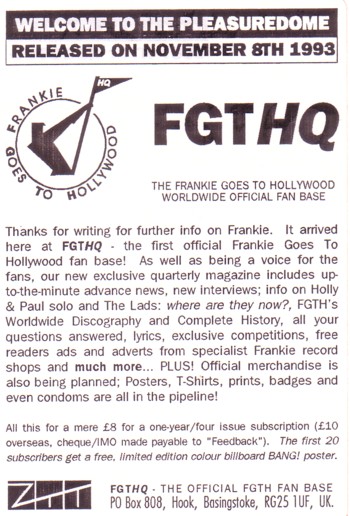 WELCOME TO THE PLEASUREDOME
RELEASED ON NOVEMBER 8TH 1993
HQ
FRANKIE
GOES TO HOLLYWOOD
FGTHQ
THE FRANKIE GOES TO HOLLYWOOD
WORLDWIDE OFFICIAL FAN BASE
Thanks for writing for further info on Frankie. It arrived
here at FGTHQ - the first official Frankie Goes To
Hollywood fan base! As well as being a voice for the
fans, our new exclusive quarterly magazine includes up-
to-the-minute advance news, new interviews; info on Holly
& Paul solo and The Lads: where are they now?, FGTH's
Worldwide Discography and Complete History, all your
questions answered, lyrics, exclusive competitions, free
readers ads and adverts from specialist Frankie record
shops and much more... PLUS! Official merchandise is
also being planned; Posters, T-Shirts, prints, badges and
even condoms are all in the pipeline!
All this for a mere £8 for a one-year/four issue subscription (£10
overseas, cheque/IMO made payable to "Feedback"). The first 20
subscribers get a free, limited edition colour billboard BANG! poster.
ZTT
FGTHQ - THE OFFICIAL FGTH FAN BASE
PO Box 808, Hook, Basingstoke, RG25 1UF, UK.